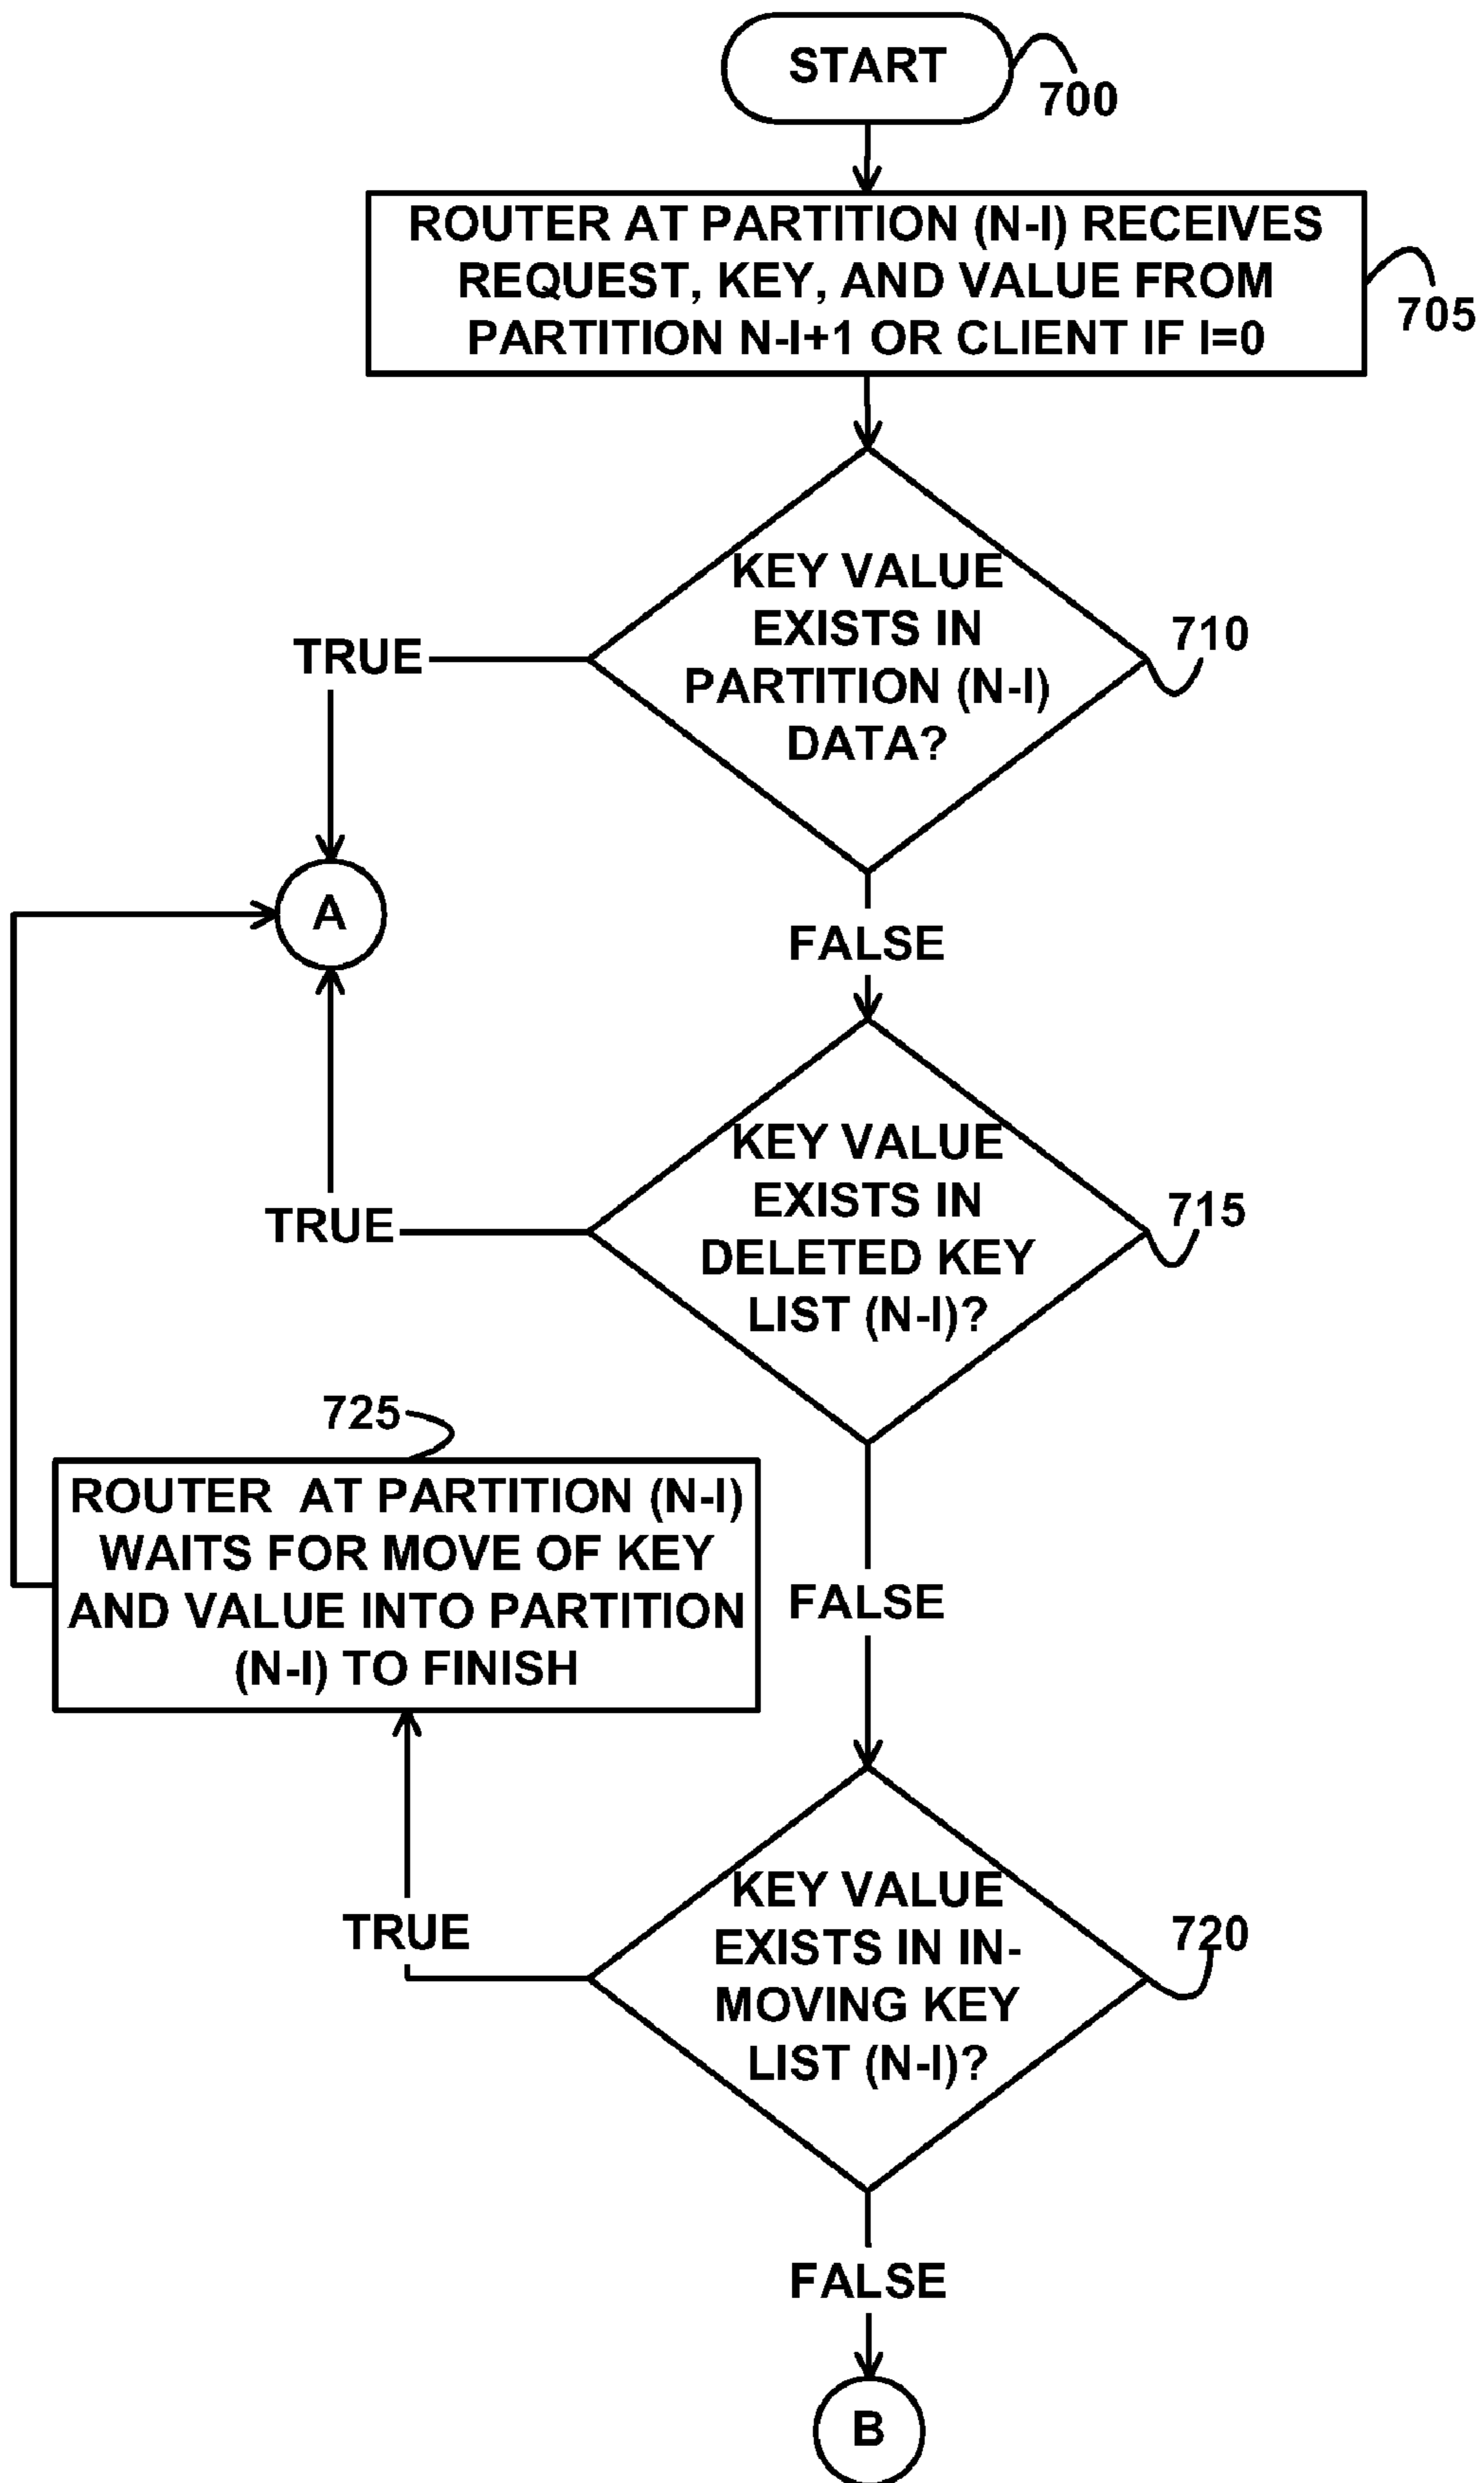 START
700
ROUTER AT PARTITION (N-I) RECEIVES
REQUEST, KEY, AND VALUE FROM
PARTITION N-I+1 OR CLIENT IF I=0
705
KEY VALUE
EXISTS IN
PARTITION (N-I)
DATA?
710
TRUE
A
FALSE
KEY VALUE
EXISTS IN
DELETED KEY
LIST (N-I)?
715
TRUE
725
ROUTER AT PARTITION (N-I)
WAITS FOR MOVE OF KEY
AND VALUE INTO PARTITION
(N-I) TO FINISH
FALSE
KEY VALUE
EXISTS IN IN-
MOVING KEY
LIST (N-I)?
720
TRUE
FALSE
B